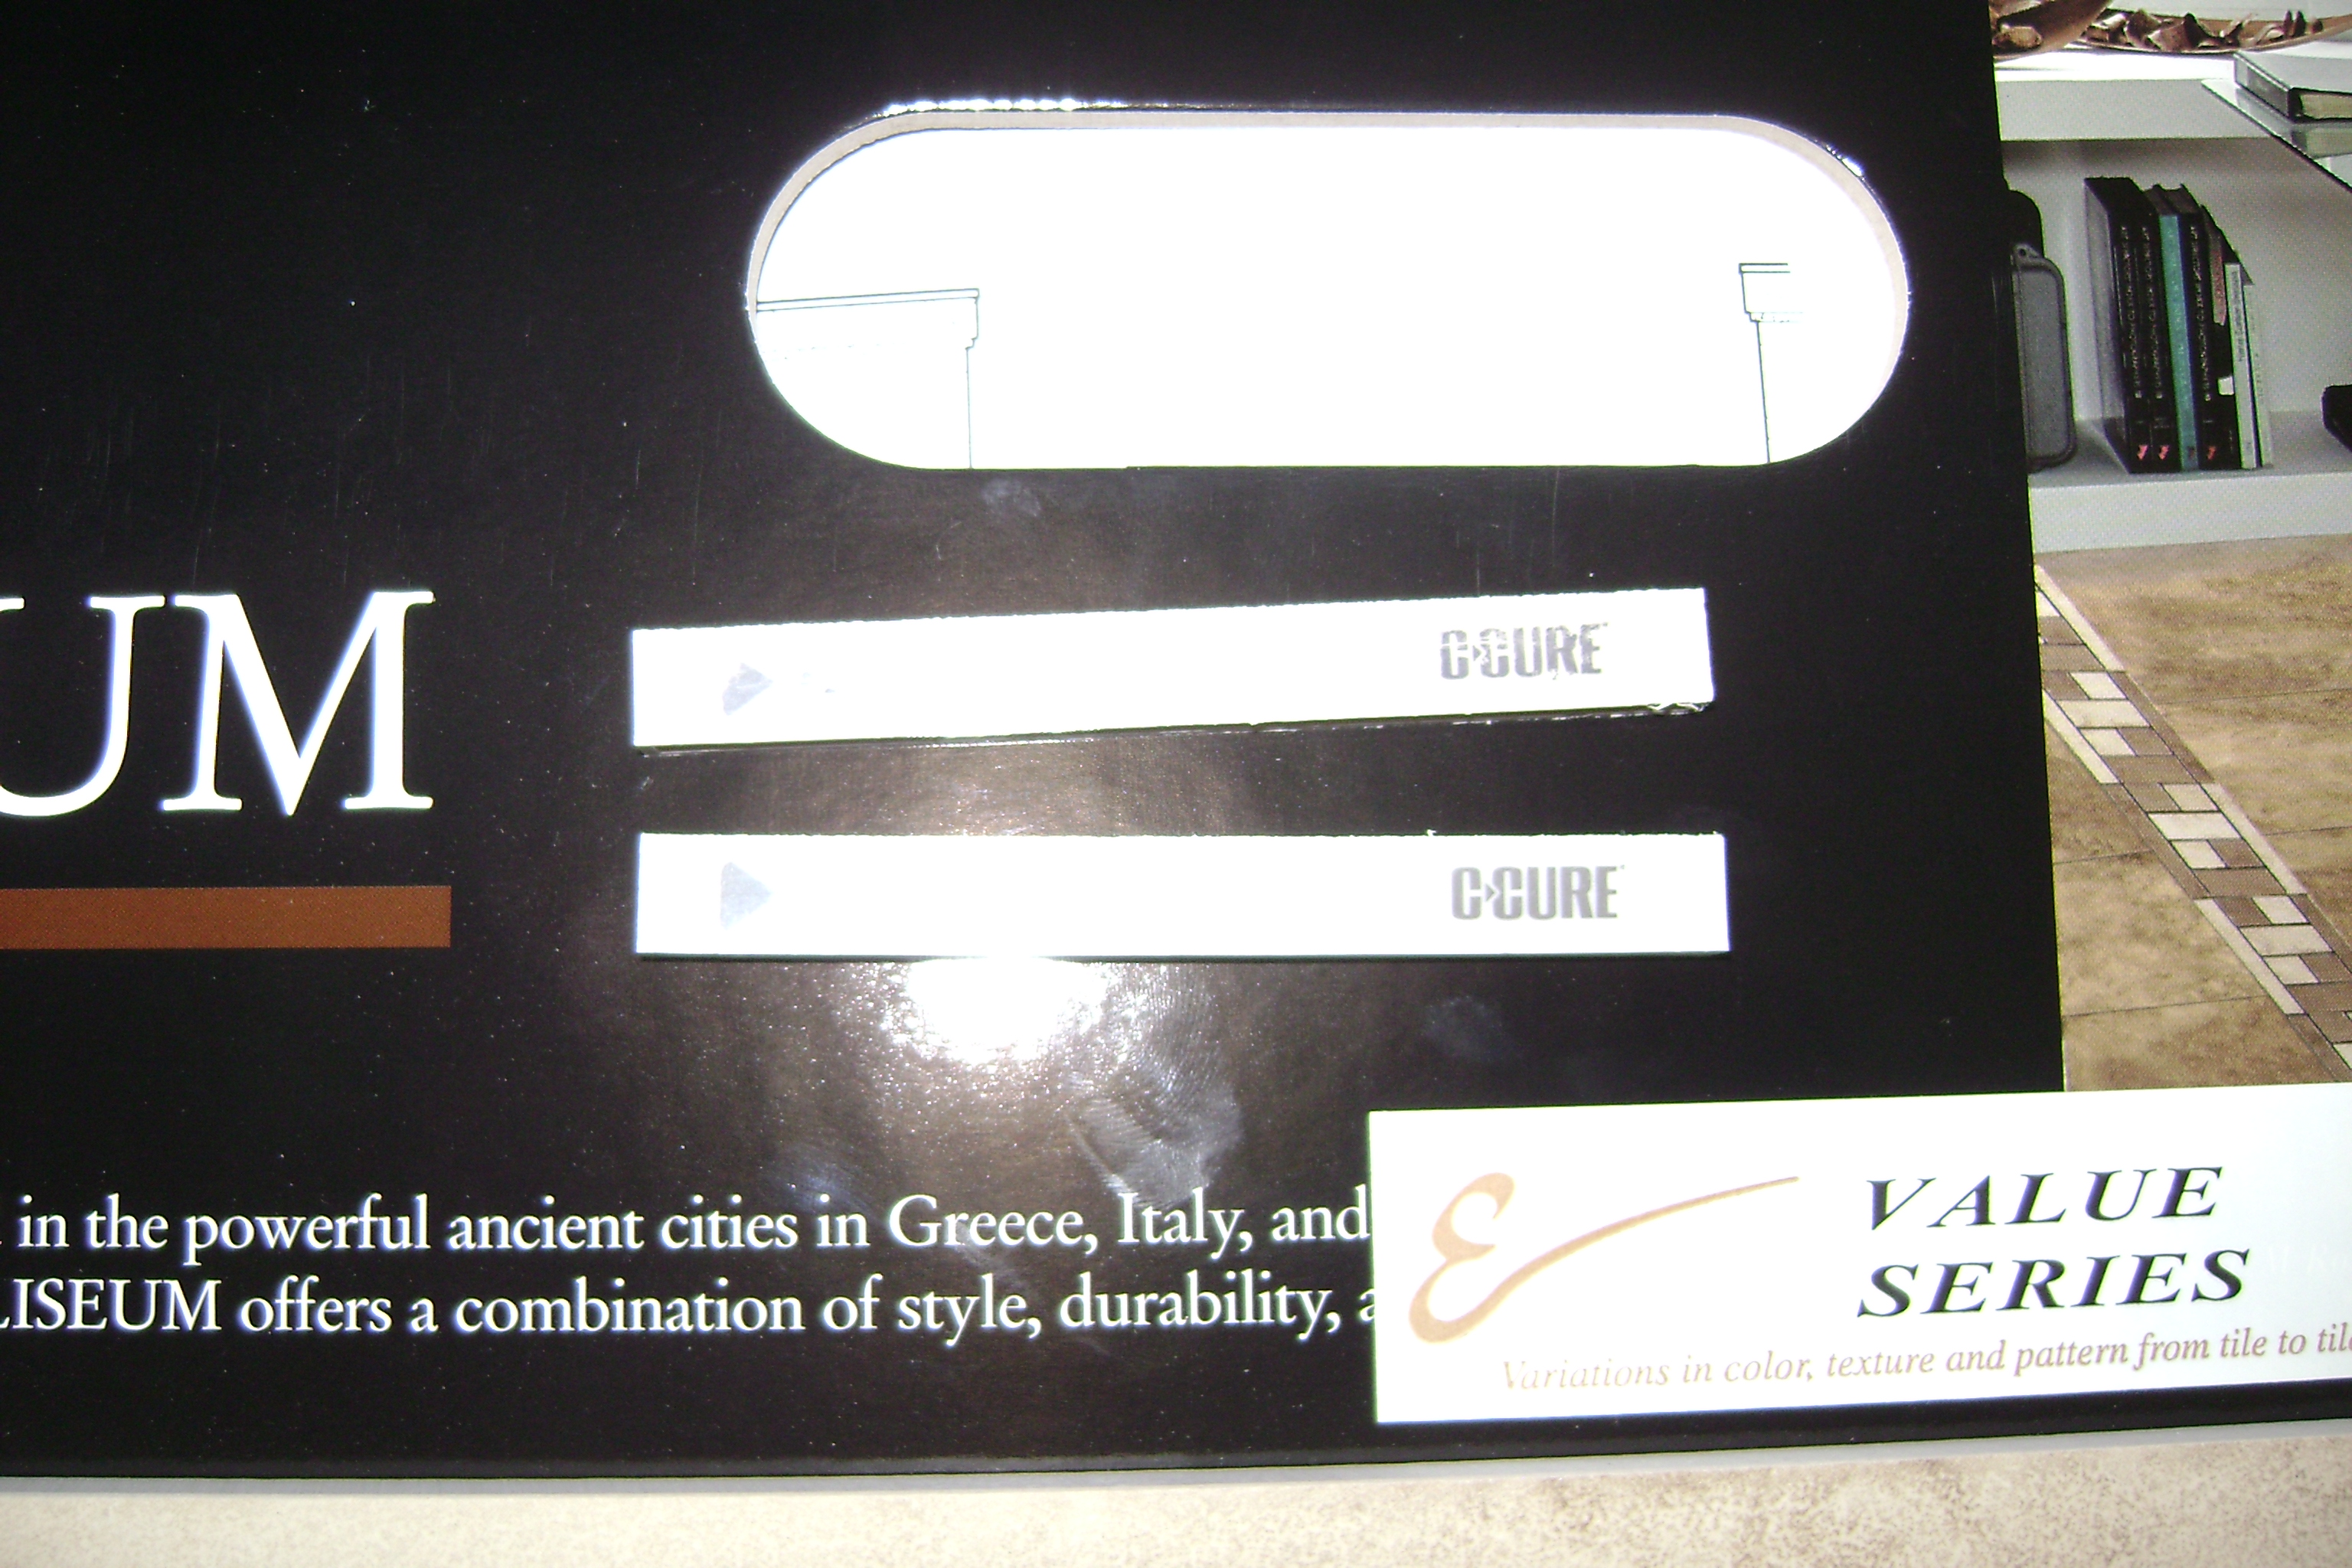 UM
C-CURE
C-CURE
in the powerful ancient cities in Greece, Italy, and
LISEUM offers a combination of style, durability, a
VALUE
SERIES
Variations in color, texture and pattern from tile to tile